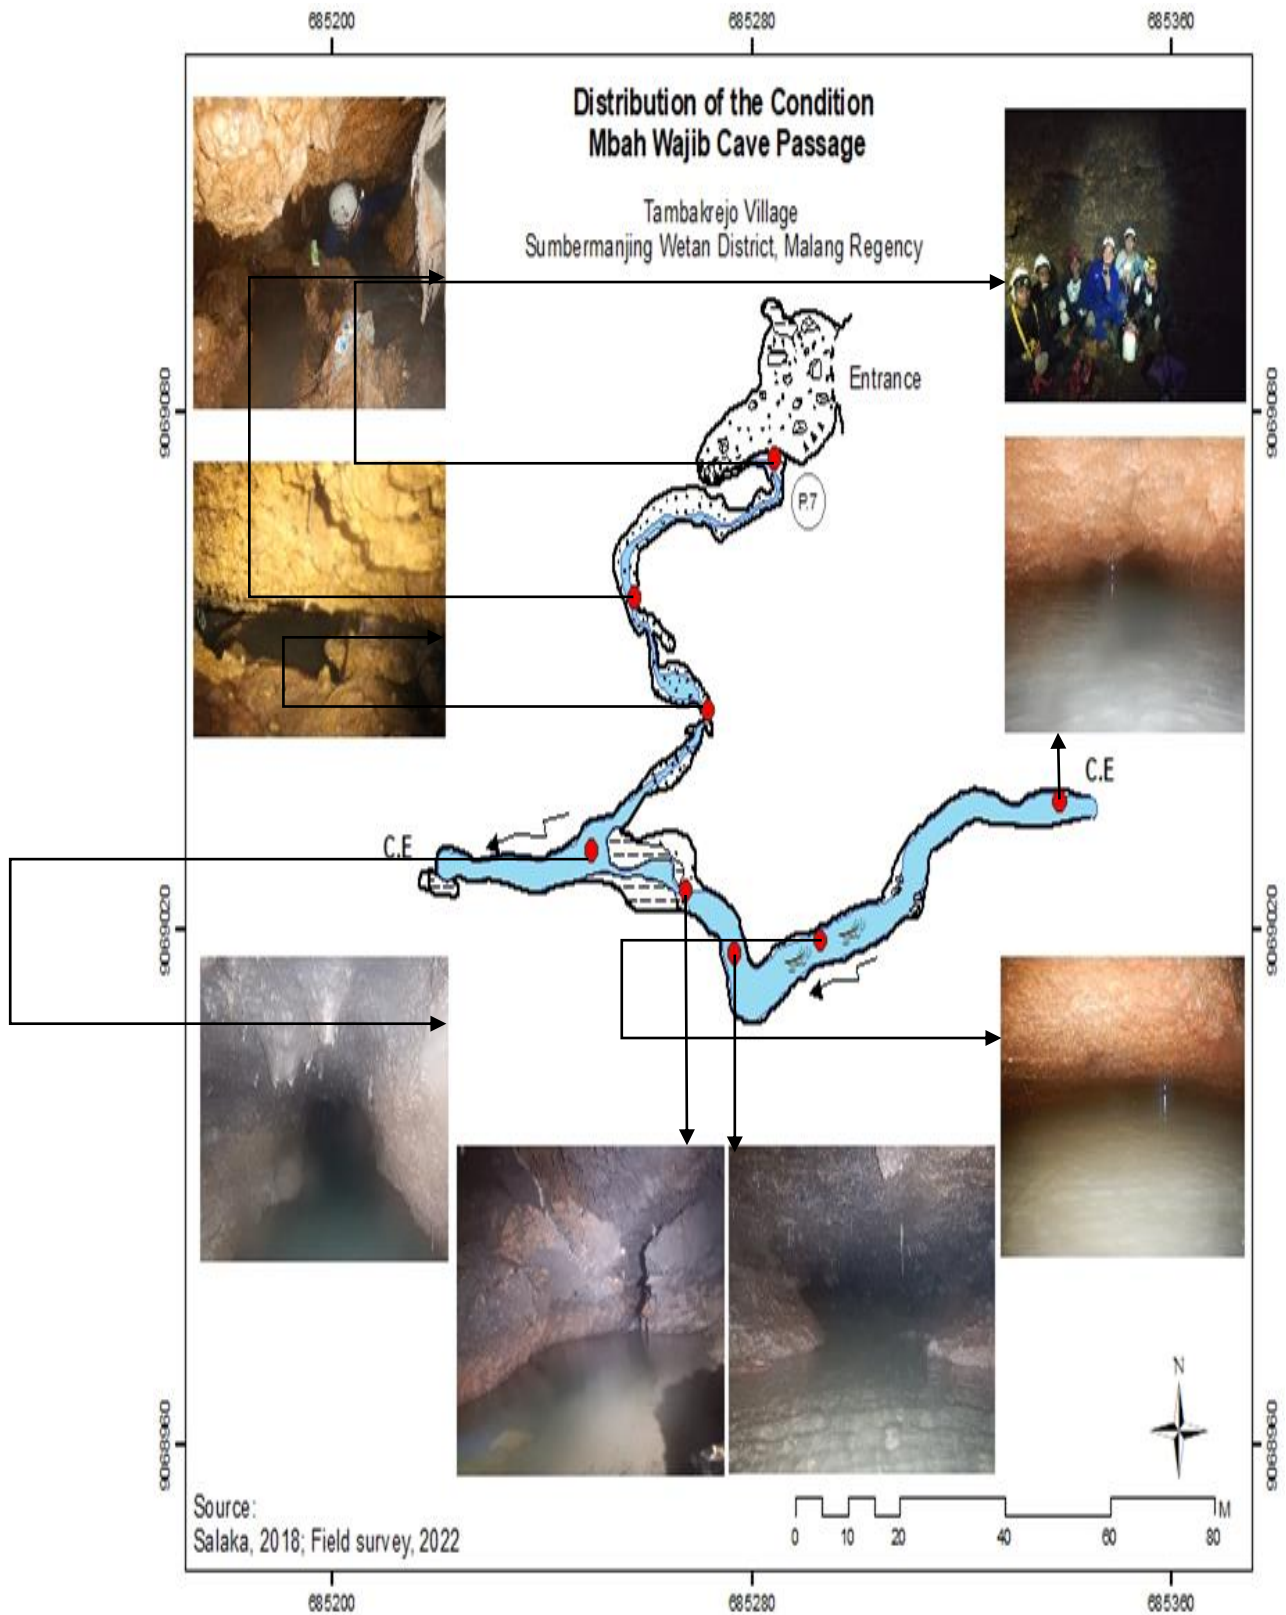 685200
685280
685360
Distribution of the Condition
Mbah Wajib Cave Passage
Tambakrejo Village
Sumbermanjing Wetan District, Malang Regency
Entrance
9069080
9069080
P.7
C.E
C.E
9069020
9069020
N
9068960
9068960
Source:
Salaka, 2018; Field survey, 2022
M
0
10
20
40
60
80
685200
685280
685360